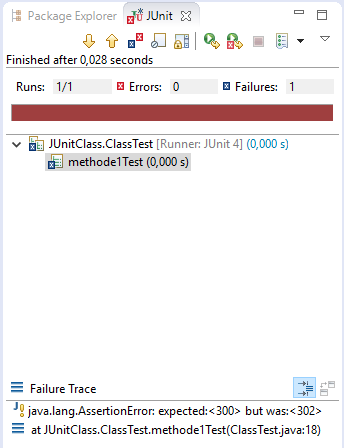 Package Explorer JUnit
Finished after 0,028 seconds
Runs: 1/1 Errors: 0 Failures: 1
JUnitClass.ClassTest [Runner: JUnit 4] (0,000 s)
methode1Test (0,000 s)
Failure Trace
java.lang.AssertionError: expected:<300> but was:<302>
at JUnitClass.ClassTest.methode1Test(ClassTest.java:18)